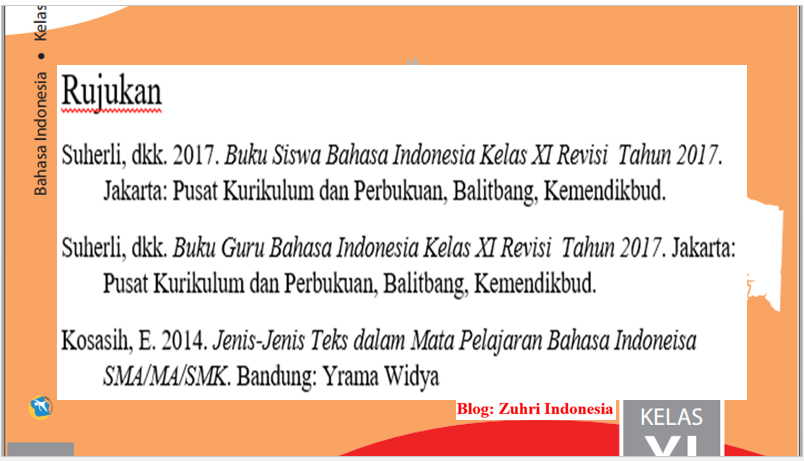 Bahasa Indonesia • Kelas
Rujukan
Suherli, dkk. 2017. Buku Siswa Bahasa Indonesia Kelas XI Revisi Tahun 2017.
Jakarta: Pusat Kurikulum dan Perbukuan, Balitbang, Kemendikbud.
Suherli, dkk. Buku Guru Bahasa Indonesia Kelas XI Revisi Tahun 2017. Jakarta:
Pusat Kurikulum dan Perbukuan, Balitbang, Kemendikbud.
Kosasih, E. 2014. Jenis-Jenis Teks dalam Mata Pelajaran Bahasa Indoneisa
SMA/MA/SMK. Bandung: Yrama Widya
Blog: Zuhri Indonesia
KELAS
XI